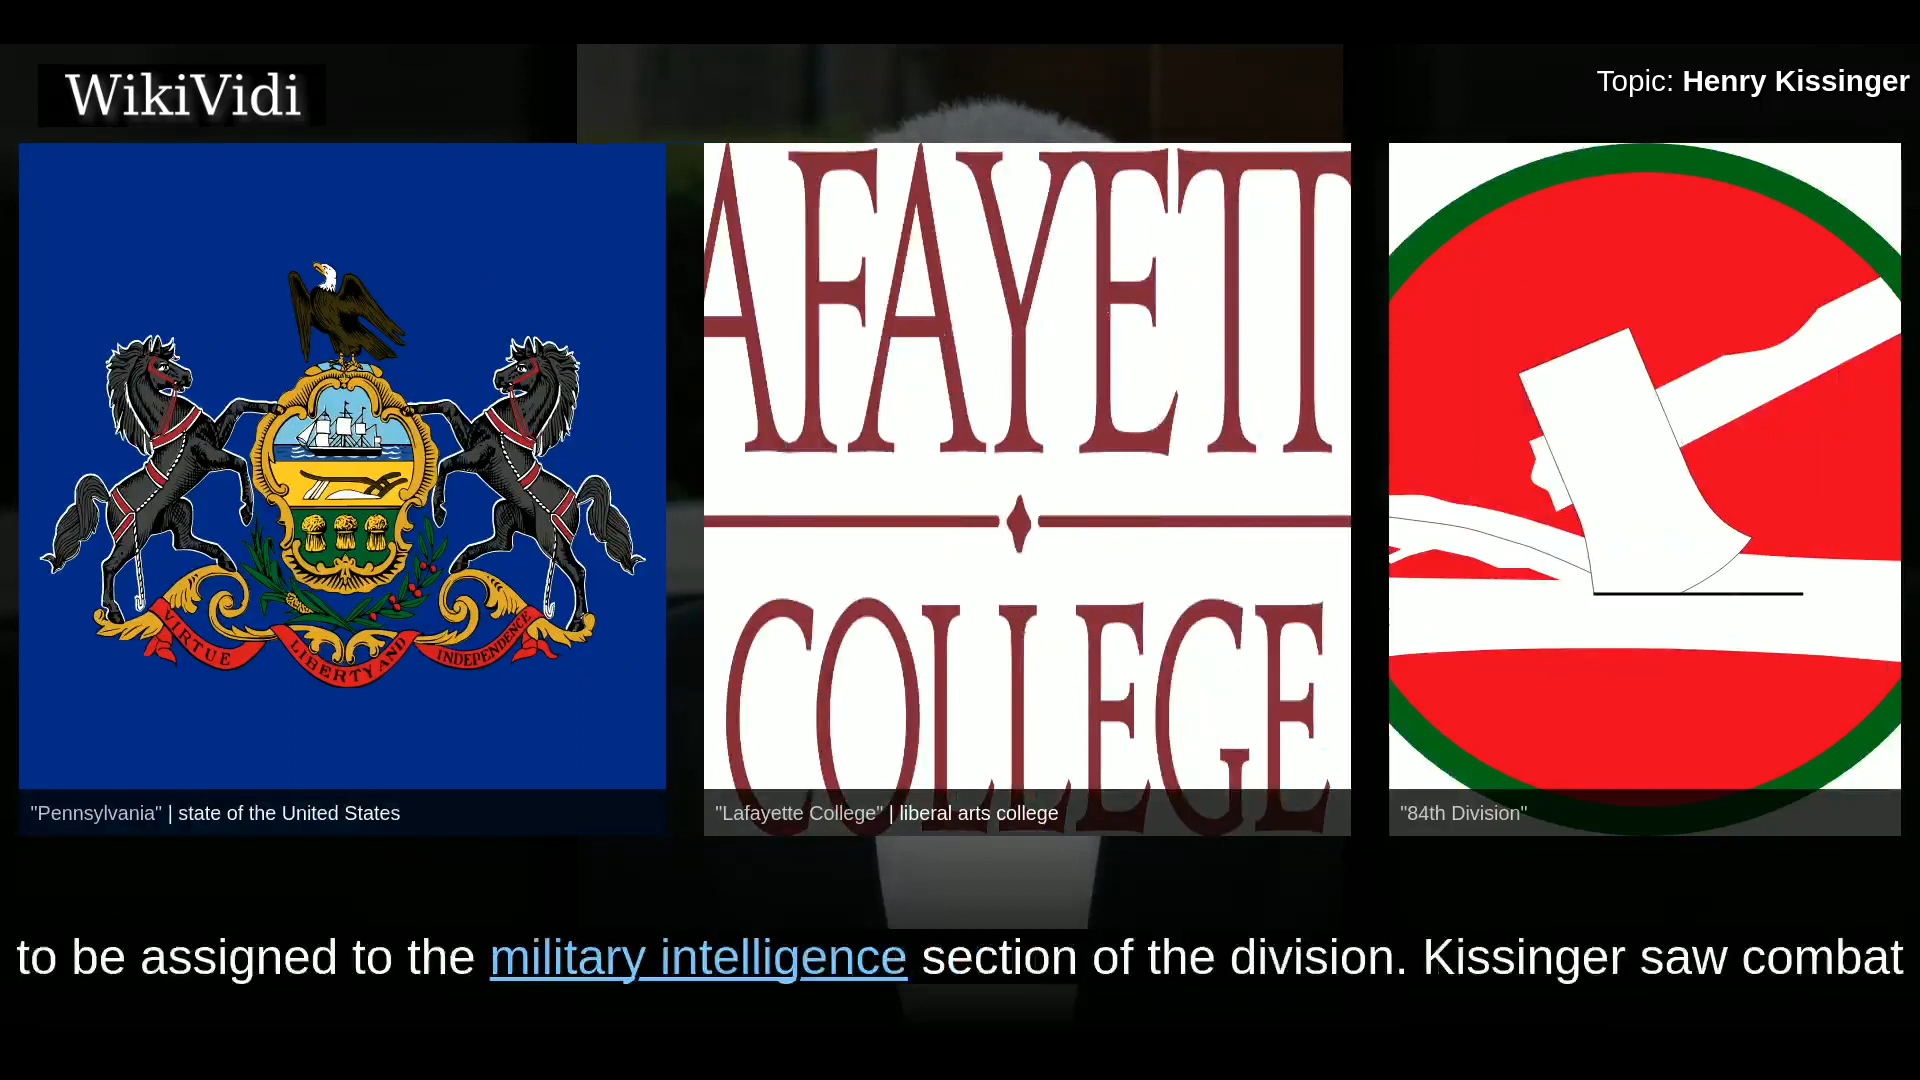 WikiVidi
Topic: Henry Kissinger
VIRTUE
LIBERTY AND
INDEPENDENCE
AFAYETT
COLLEGE
"Pennsylvania" | state of the United States
"Lafayette College" | liberal arts college
"84th Division"
to be assigned to the military intelligence section of the division. Kissinger saw combat